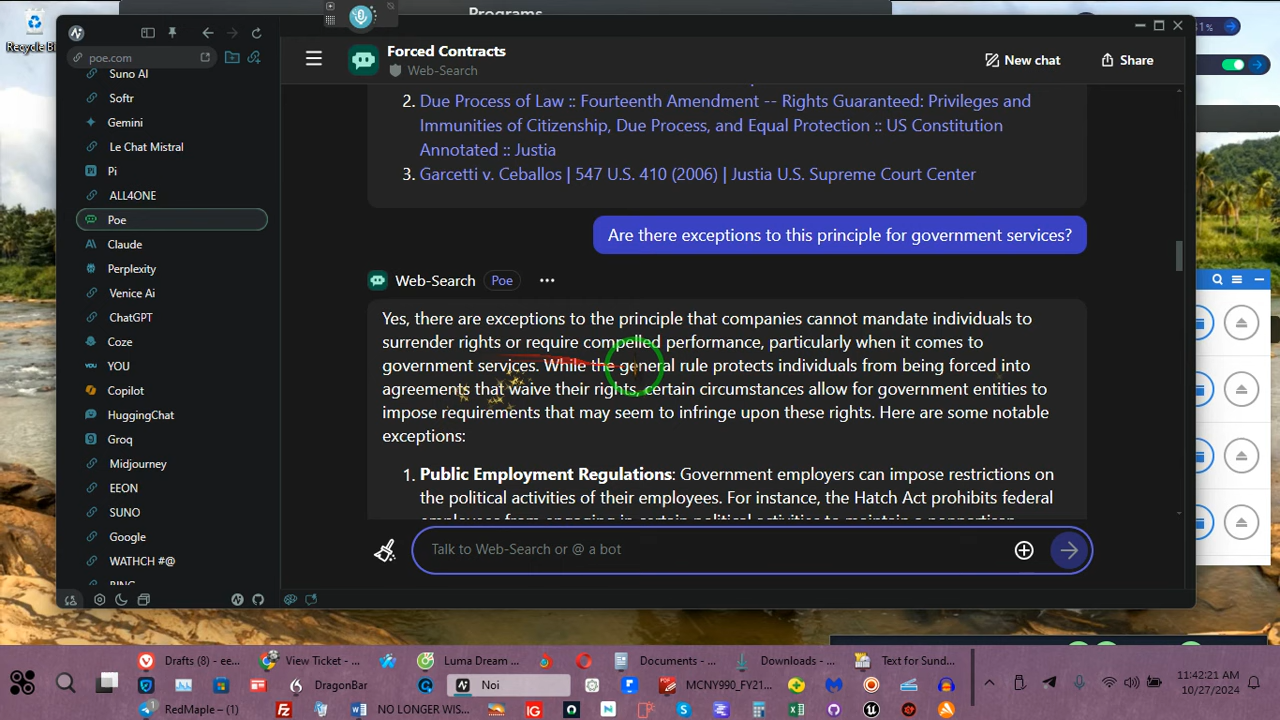 Programs
Recycle Bi
poe.com
Suno AI
Softr
Gemini
Le Chat Mistral
Pi
ALL4ONE
Poe
Claude
Perplexity
Venice Ai
ChatGPT
Coze
YOU
Copilot
HuggingChat
Groq
Midjourney
EEON
SUNO
Google
WATHCH #@
BING
Forced Contracts
Web-Search
New chat
Share
2. Due Process of Law :: Fourteenth Amendment -- Rights Guaranteed: Privileges and
Immunities of Citizenship, Due Process, and Equal Protection :: US Constitution
Annotated :: Justia
3. Garcetti v. Ceballos | 547 U.S. 410 (2006) | Justia U.S. Supreme Court Center
Are there exceptions to this principle for government services?
Web-Search Poe
Yes, there are exceptions to the principle that companies cannot mandate individuals to
surrender rights or require compelled performance, particularly when it comes to
government services. While the general rule protects individuals from being forced into
agreements that waive their rights, certain circumstances allow for government entities to
impose requirements that may seem to infringe upon these rights. Here are some notable
exceptions:
1. Public Employment Regulations: Government employers can impose restrictions on
the political activities of their employees. For instance, the Hatch Act prohibits federal
Talk to Web-Search or @ a bot
Drafts (8) - ee...
View Ticket - ...
Luma Dream ...
Documents - ...
Downloads - ...
Text for Sund...
DragonBar
Noi
MCNY990_FY21...
RedMaple – (1)
NO LONGER WIS...
11:42:21 AM
10/27/2024